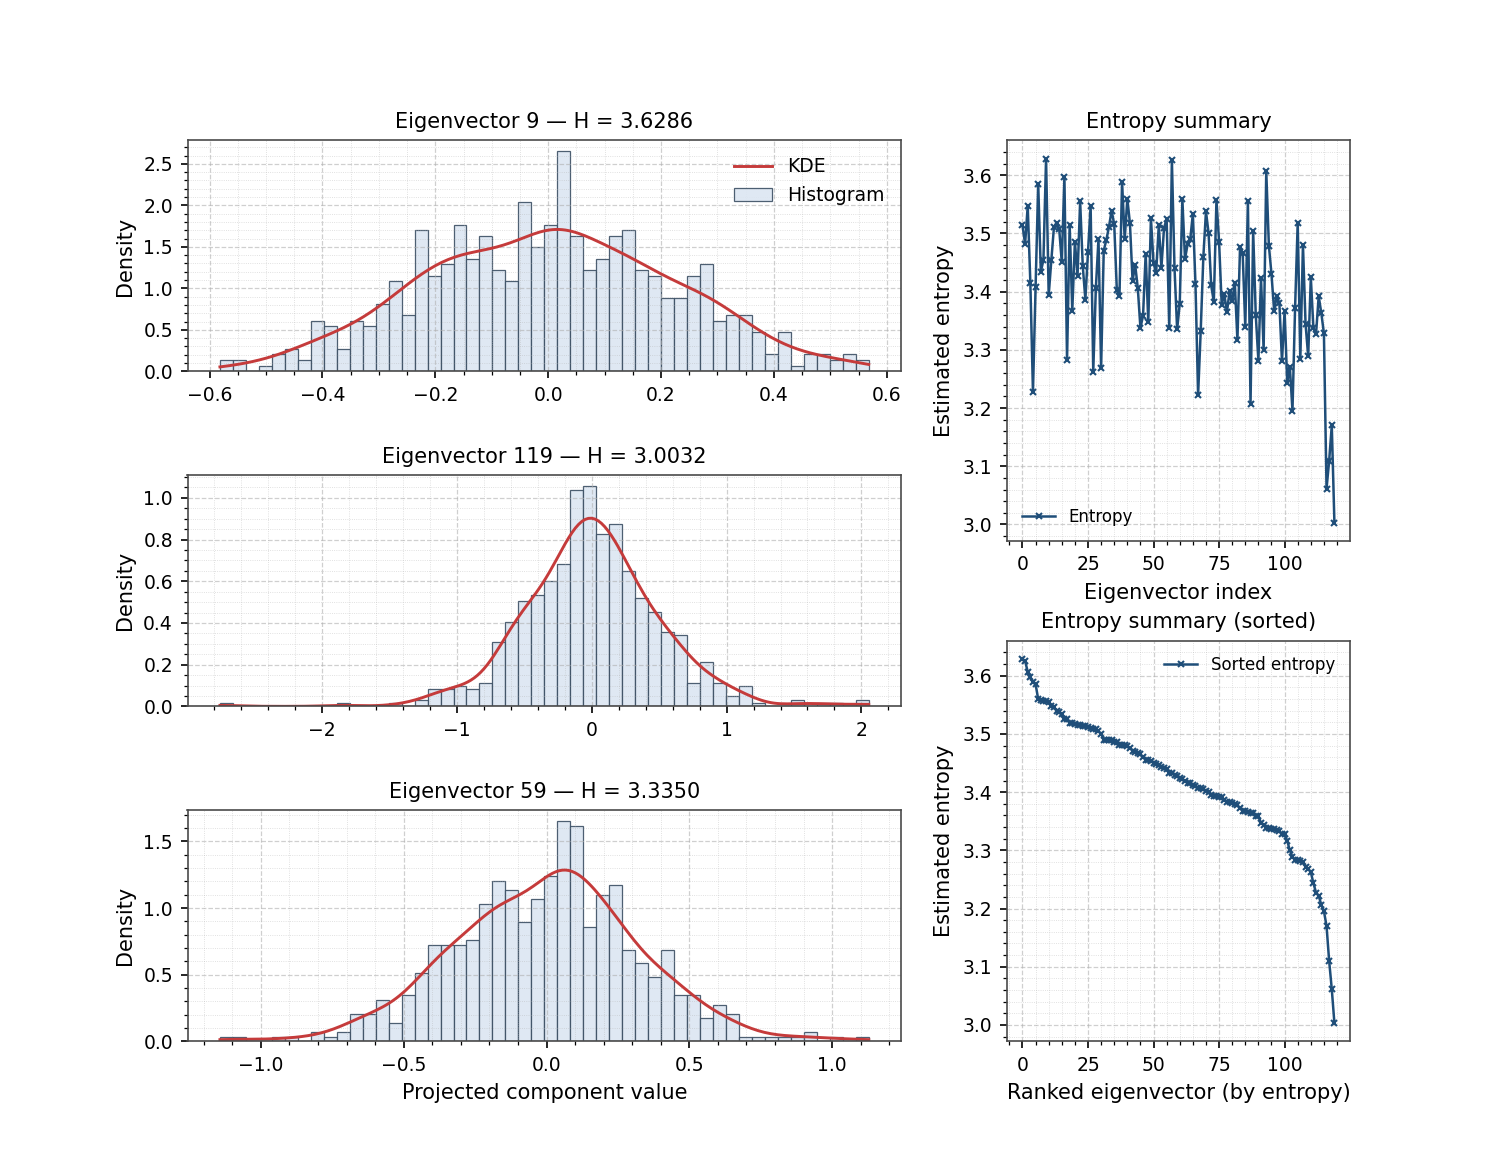 Eigenvector 9 — H = 3.6286
Density
2.5
2.0
1.5
1.0
0.5
0.0
KDE
Histogram
−0.6 −0.4 −0.2 0.0 0.2 0.4 0.6
Eigenvector 119 — H = 3.0032
Density
1.0
0.8
0.6
0.4
0.2
0.0
−2 −1 0 1 2
Eigenvector 59 — H = 3.3350
Density
1.5
1.0
0.5
0.0
−1.0 −0.5 0.0 0.5 1.0
Projected component value
Entropy summary
Estimated entropy
3.6
3.5
3.4
3.3
3.2
3.1
3.0
Entropy
0 25 50 75 100
Eigenvector index
Entropy summary (sorted)
Estimated entropy
3.6
3.5
3.4
3.3
3.2
3.1
3.0
Sorted entropy
0 25 50 75 100
Ranked eigenvector (by entropy)